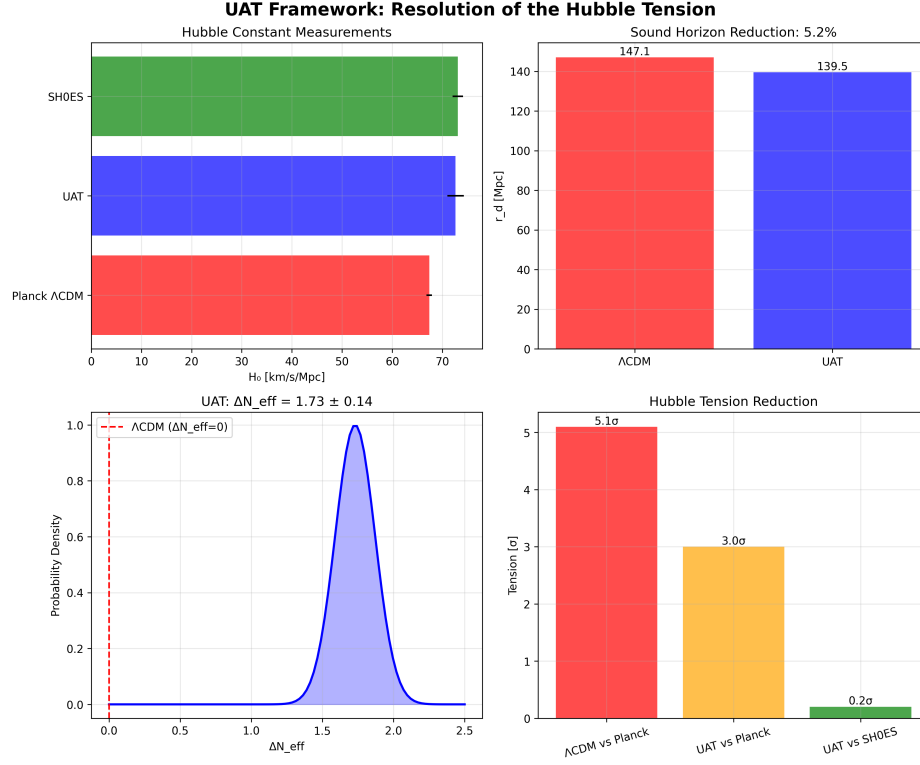 UAT Framework: Resolution of the Hubble Tension
Hubble Constant Measurements
SH0ES
UAT
Planck ΛCDM
0 10 20 30 40 50 60 70
H₀ [km/s/Mpc]
Sound Horizon Reduction: 5.2%
147.1
139.5
140
120
100
80
60
40
20
0
r_d [Mpc]
ΛCDM UAT
UAT: ΔN_eff = 1.73 ± 0.14
ΛCDM (ΔN_eff=0)
1.0
0.8
0.6
0.4
0.2
0.0
Probability Density
0.0 0.5 1.0 1.5 2.0 2.5
ΔN_eff
Hubble Tension Reduction
5.1σ
3.0σ
0.2σ
5
4
3
2
1
0
Tension [σ]
ΛCDM vs Planck
UAT vs Planck
UAT vs SH0ES